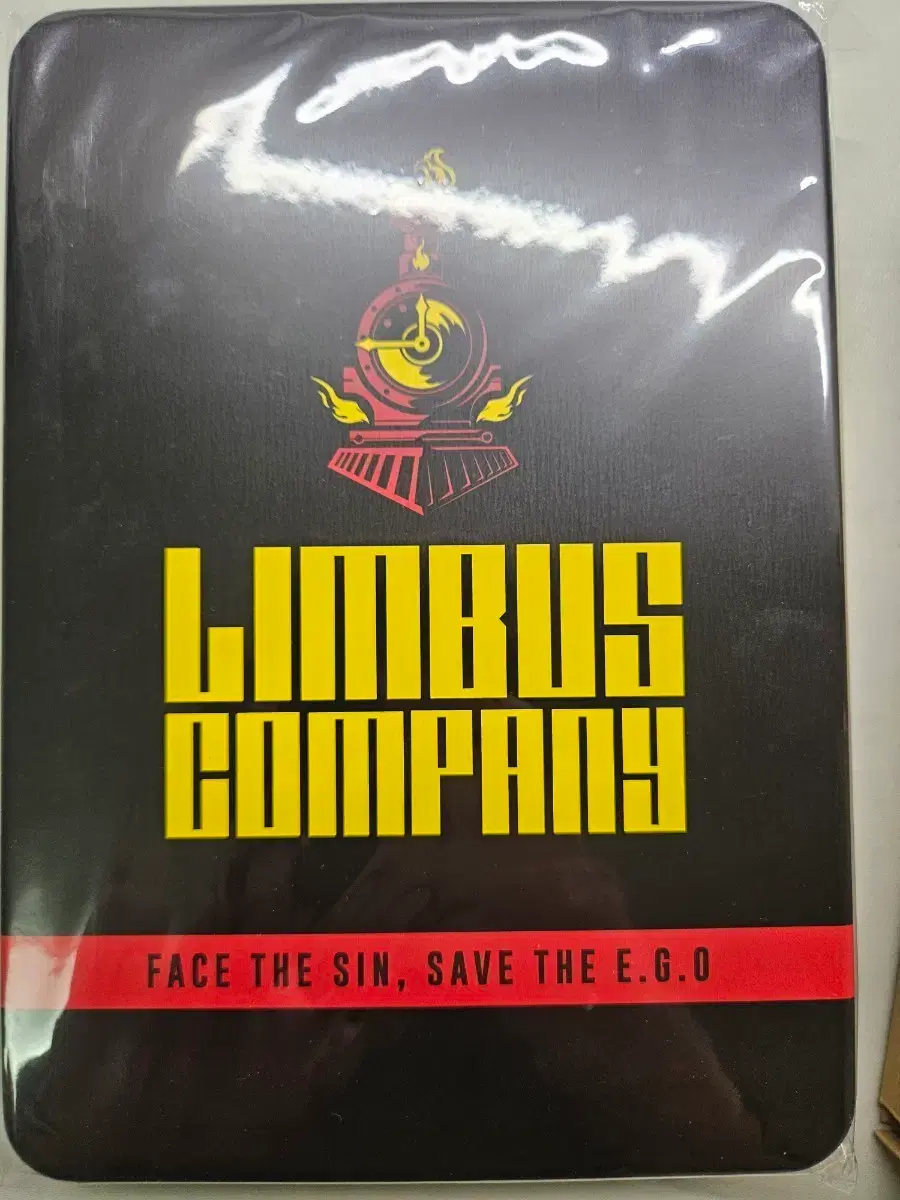 LIMBUS
COMPANY
FACE THE SIN, SAVE THE E.G.O